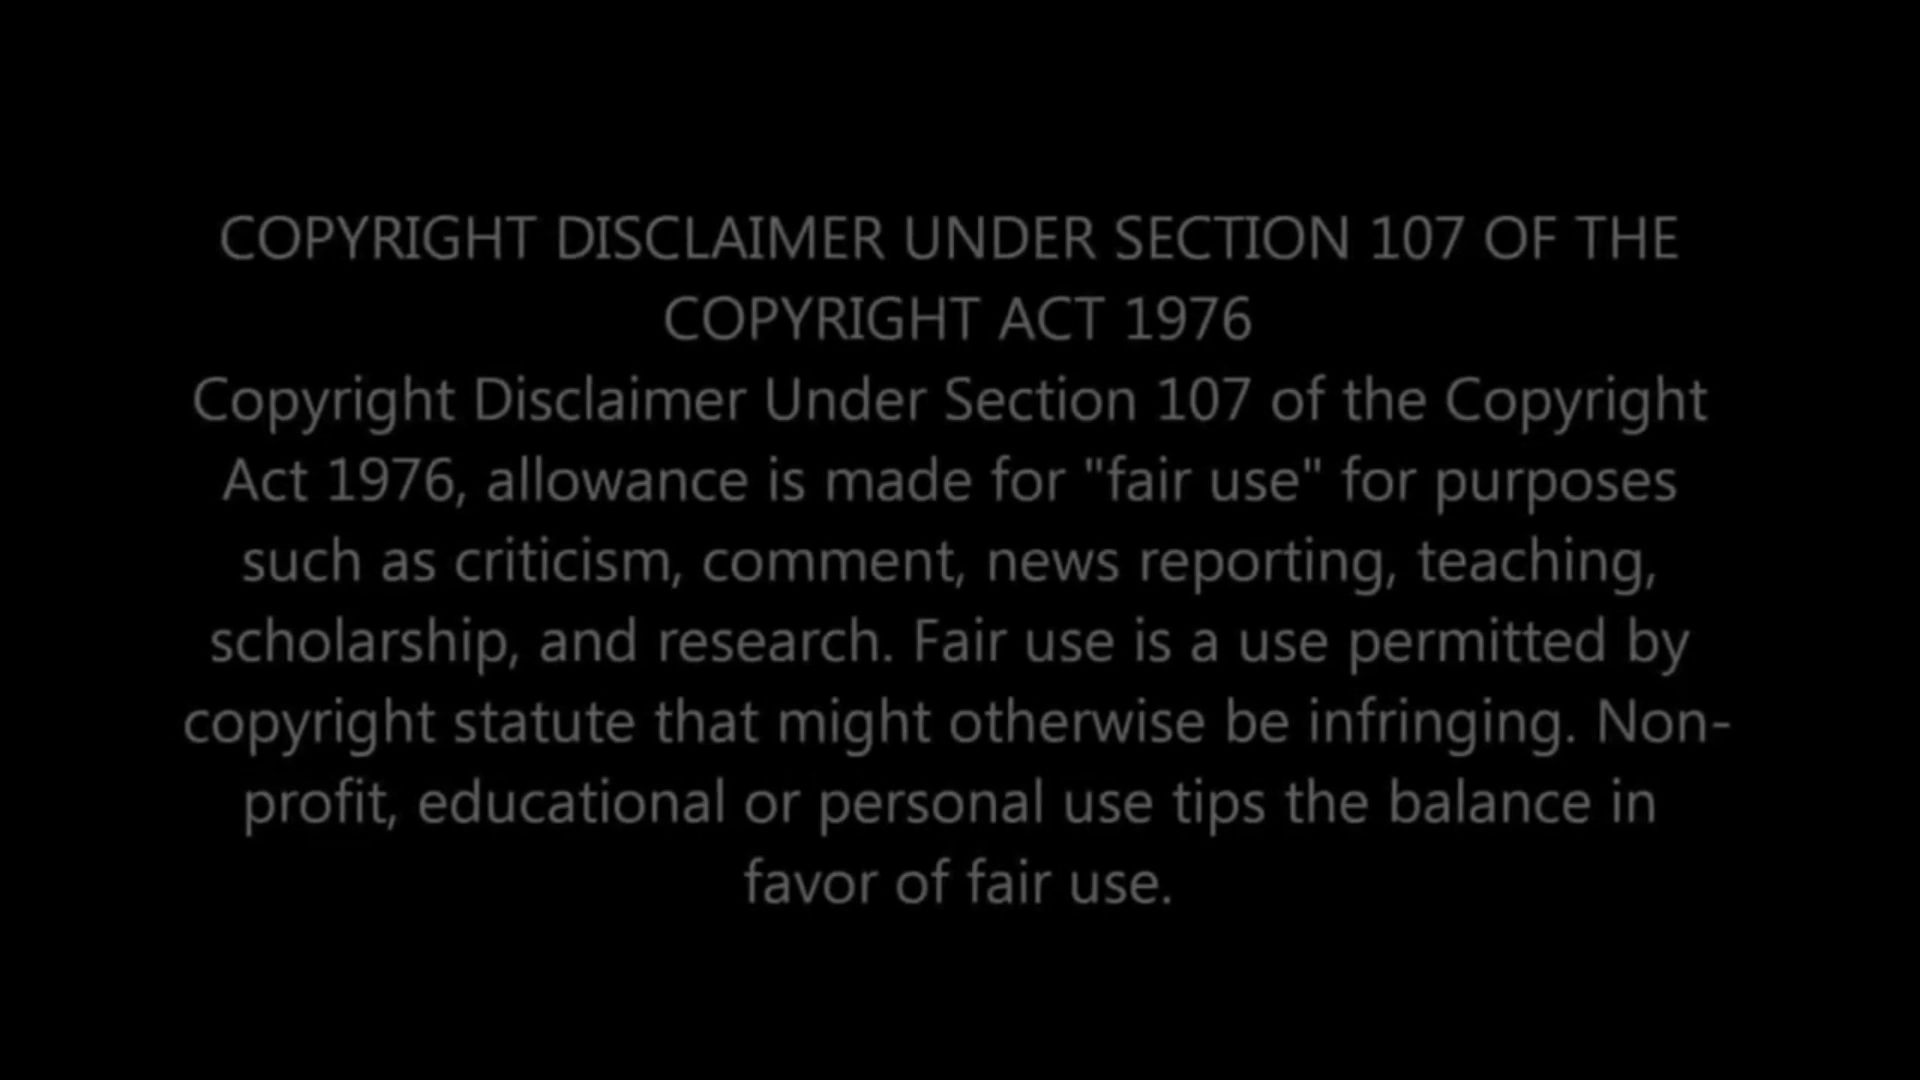 COPYRIGHT DISCLAIMER UNDER SECTION 107 OF THE
COPYRIGHT ACT 1976
Copyright Disclaimer Under Section 107 of the Copyright
Act 1976, allowance is made for "fair use" for purposes
such as criticism, comment, news reporting, teaching,
scholarship, and research. Fair use is a use permitted by
copyright statute that might otherwise be infringing. Non-
profit, educational or personal use tips the balance in
favor of fair use.